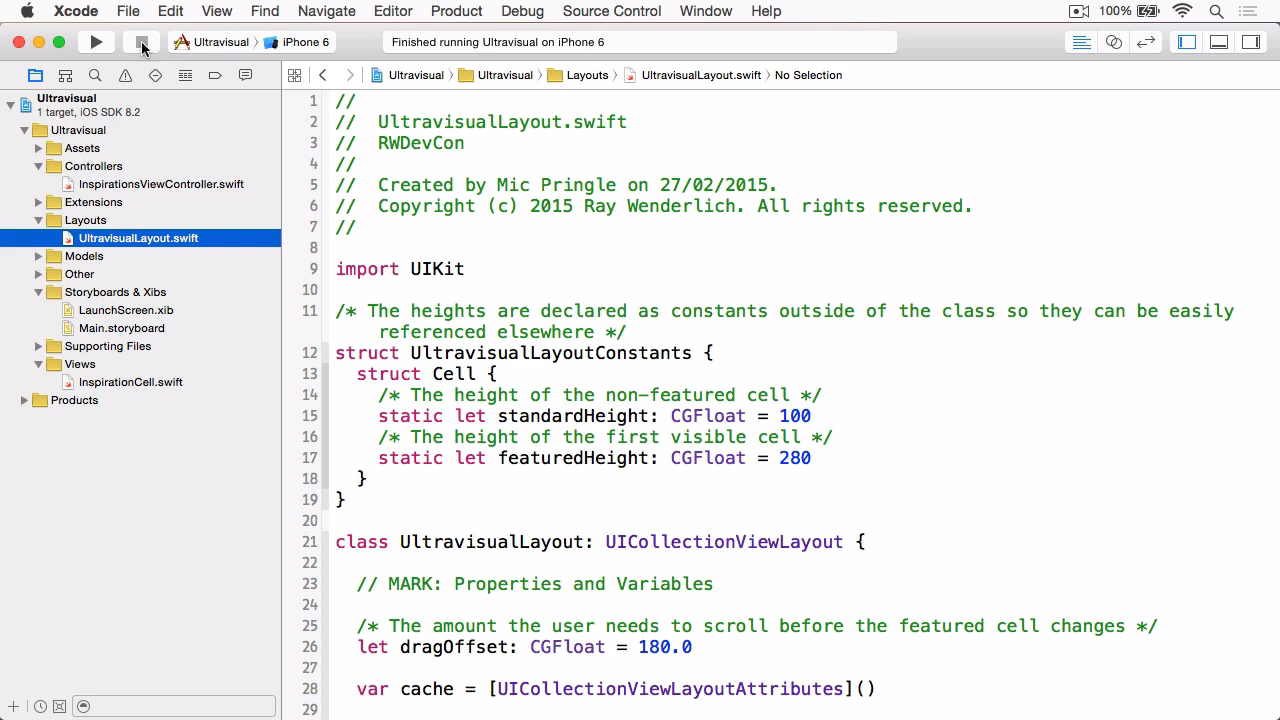 Xcode File Edit View Find Navigate Editor Product Debug Source Control Window Help 100%
Ultravisual iPhone 6 Finished running Ultravisual on iPhone 6
Ultravisual Ultravisual Layouts UltravisualLayout.swift No Selection
Ultravisual
1 target, iOS SDK 8.2
Ultravisual
Assets
Controllers
InspirationsViewController.swift
Extensions
Layouts
UltravisualLayout.swift
Models
Other
Storyboards & Xibs
LaunchScreen.xib
Main.storyboard
Supporting Files
Views
InspirationCell.swift
Products
1 //
2 // UltravisualLayout.swift
3 // RWDevCon
4 //
5 // Created by Mic Pringle on 27/02/2015.
6 // Copyright (c) 2015 Ray Wenderlich. All rights reserved.
7 //
8
9 import UIKit
10
11 /* The heights are declared as constants outside of the class so they can be easily
referenced elsewhere */
12 struct UltravisualLayoutConstants {
13 struct Cell {
14 /* The height of the non-featured cell */
15 static let standardHeight: CGFloat = 100
16 /* The height of the first visible cell */
17 static let featuredHeight: CGFloat = 280
18 }
19 }
20
21 class UltravisualLayout: UICollectionViewLayout {
22
23 // MARK: Properties and Variables
24
25 /* The amount the user needs to scroll before the featured cell changes */
26 let dragOffset: CGFloat = 180.0
27
28 var cache = [UICollectionViewLayoutAttributes]()
29